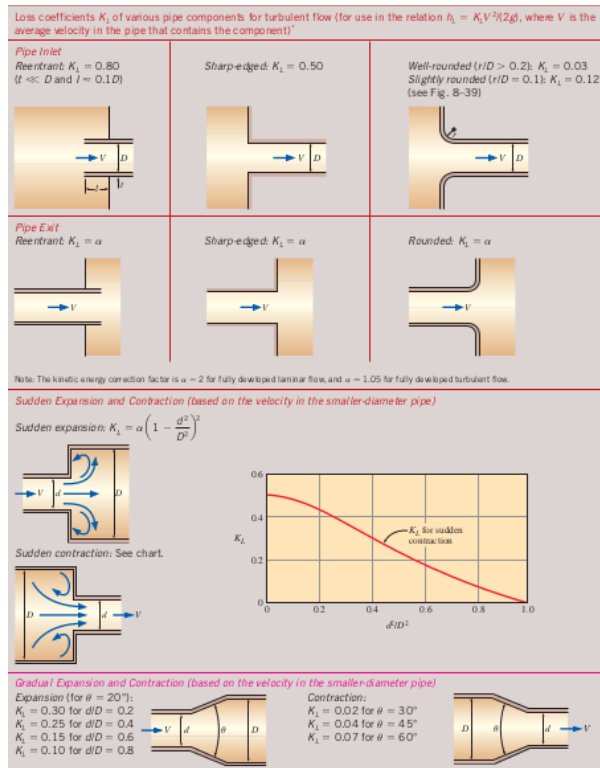 Loss coefficients K_L of various pipe components for turbulent flow (for use in the relation h_L = K_LV²/(2g), where V is the
average velocity in the pipe that contains the component)*
Pipe Inlet
Reentrant: K_L = 0.80
(t << D and l ≈ 0.1D)
Sharp-edged: K_L = 0.50
Well-rounded (r/D > 0.2): K_L = 0.03
Slightly rounded (r/D = 0.1): K_L = 0.12
(see Fig. 8–39)
V
D
l
t
V
D
r
V
D
Pipe Exit
Reentrant: K_L = α
Sharp-edged: K_L = α
Rounded: K_L = α
V
V
V
Note: The kinetic energy correction factor is α = 2 for fully developed laminar flow, and α = 1.05 for fully developed turbulent flow.
Sudden Expansion and Contraction (based on the velocity in the smaller-diameter pipe)
Sudden expansion: K_L = α(1 − d²/D²)²
V
d
D
Sudden contraction: See chart.
D
d
V
0.6
0.4
K_L
0.2
0
K_L for sudden
contraction
0
0.2
0.4
0.6
0.8
1.0
d²/D²
Gradual Expansion and Contraction (based on the velocity in the smaller-diameter pipe)
Expansion (for θ = 20°):
K_L = 0.30 for d/D = 0.2
K_L = 0.25 for d/D = 0.4
K_L = 0.15 for d/D = 0.6
K_L = 0.10 for d/D = 0.8
V
d
θ
D
Contraction:
K_L = 0.02 for θ = 30°
K_L = 0.04 for θ = 45°
K_L = 0.07 for θ = 60°
D
θ
d
V